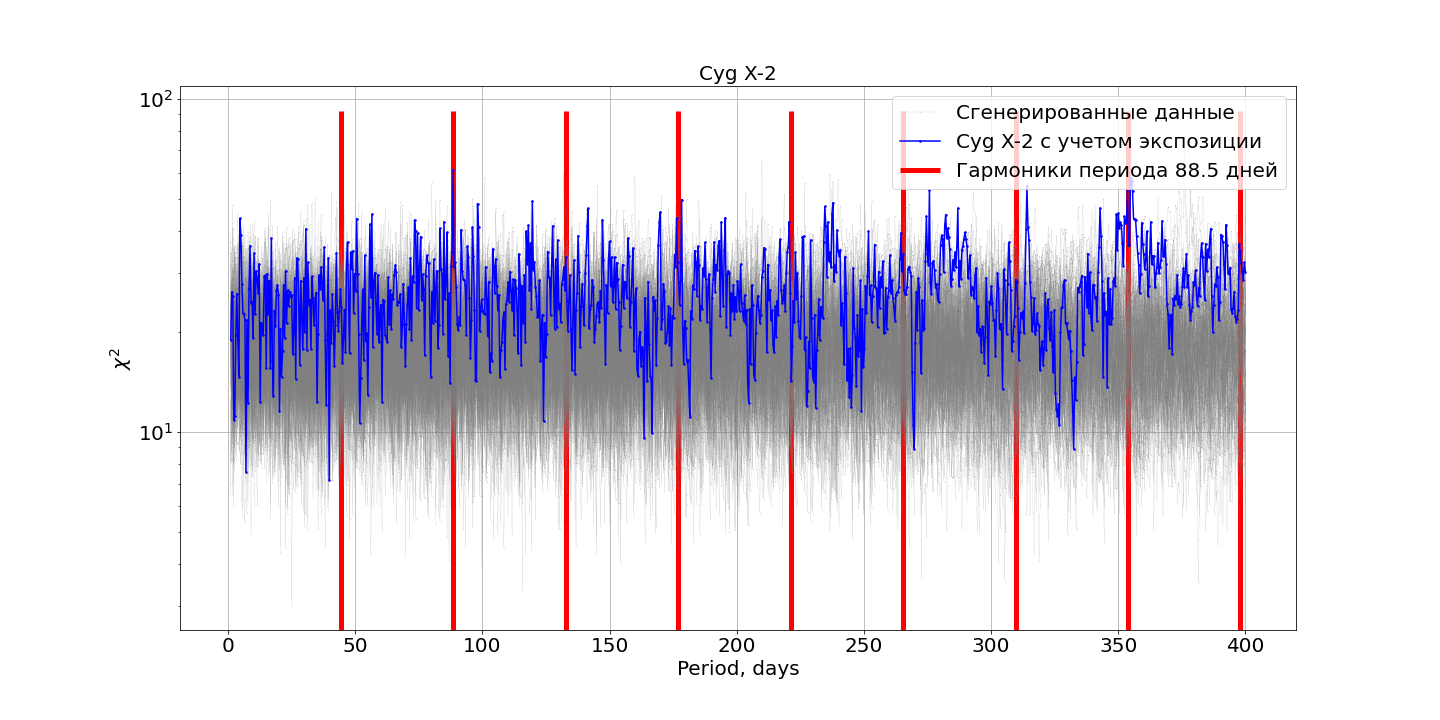 Cyg X-2
10²
10¹
χ²
Сгенерированные данные
Cyg X-2 с учетом экспозиции
Гармоники периода 88.5 дней
0 50 100 150 200 250 300 350 400
Period, days